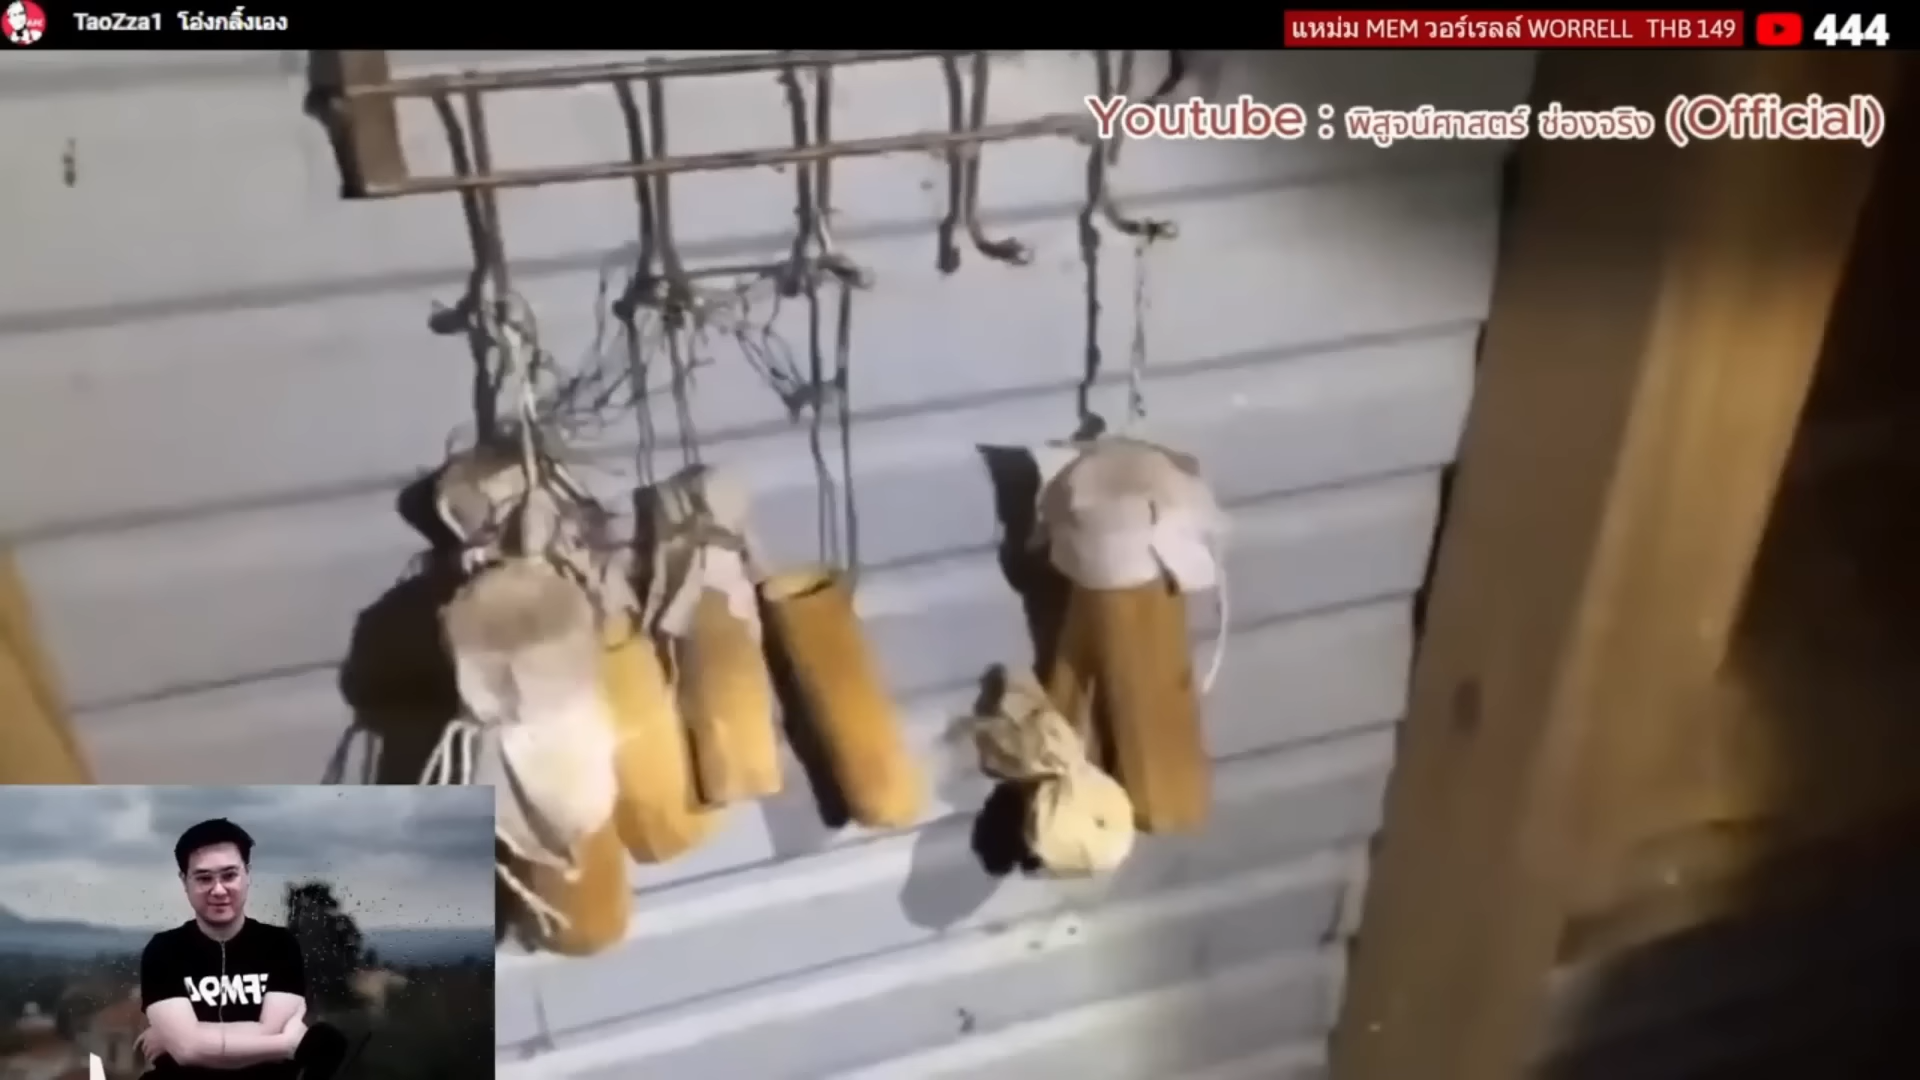 TaoZza1 โอ่งกลิ้งเอง
แหม่ม MEM วอร์เรลล์ WORRELL THB 149
444
Youtube : พิสูจน์ศาสตร์ ช่องจริง (Official)
EFM94